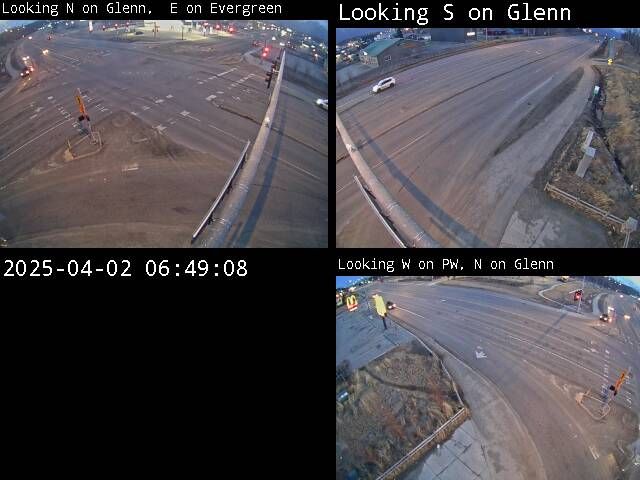 Looking N on Glenn,  E on Evergreen
Looking S on Glenn
2025-04-02 06:49:08
Looking W on PW, N on Glenn